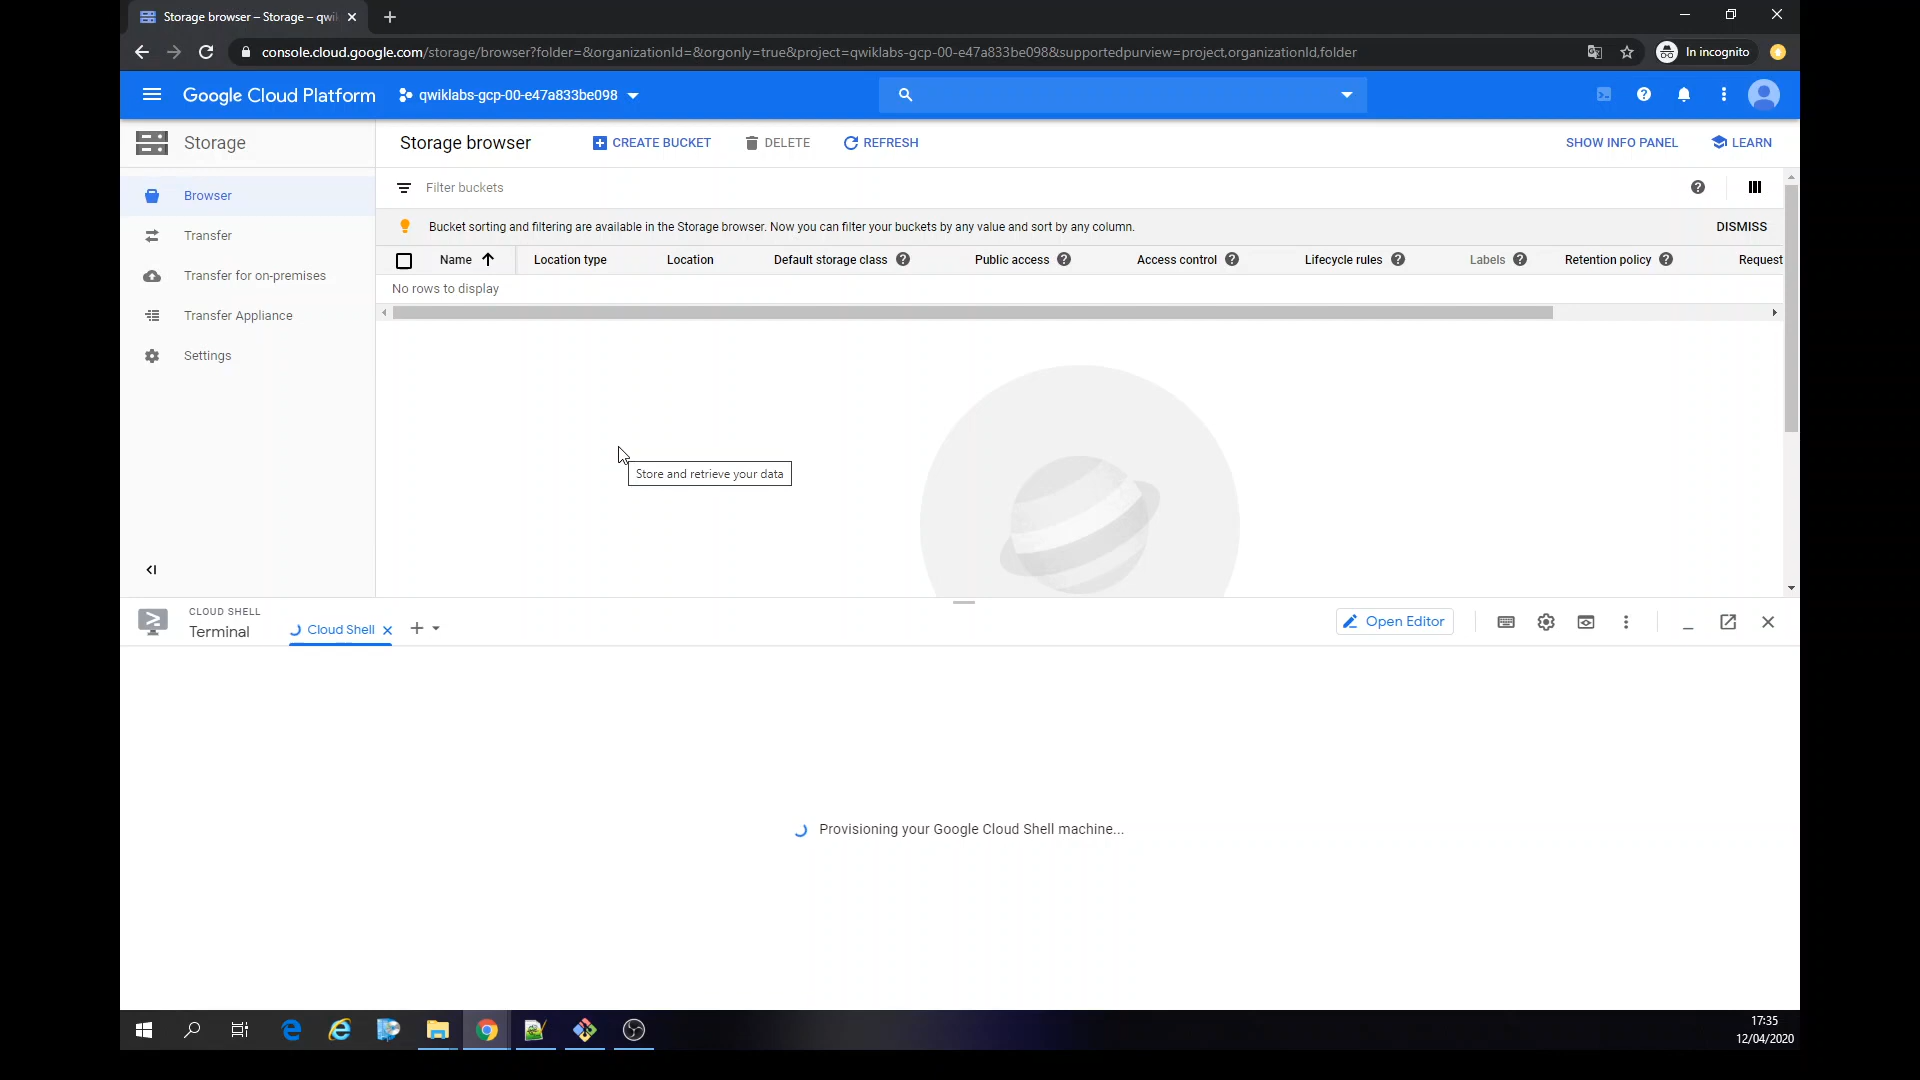 Storage browser – Storage – qwi
console.cloud.google.com/storage/browser?folder=&organizationId=&orgonly=true&project=qwiklabs-gcp-00-e47a833be098&supportedpurview=project,organizationId,folder
In incognito
Google Cloud Platform
qwiklabs-gcp-00-e47a833be098
Storage
Storage browser
CREATE BUCKET
DELETE
REFRESH
SHOW INFO PANEL
LEARN
Browser
Transfer
Transfer for on-premises
Transfer Appliance
Settings
Filter buckets
Bucket sorting and filtering are available in the Storage browser. Now you can filter your buckets by any value and sort by any column.
DISMISS
Name
Location type
Location
Default storage class
Public access
Access control
Lifecycle rules
Labels
Retention policy
Request
No rows to display
Store and retrieve your data
CLOUD SHELL
Terminal
Cloud Shell
Open Editor
Provisioning your Google Cloud Shell machine...
17:35
12/04/2020